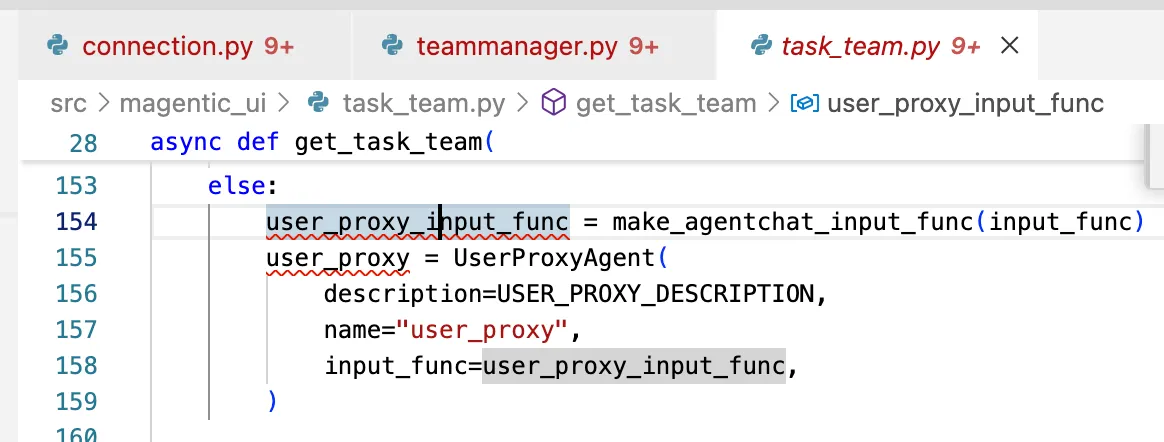 connection.py 9+ teammanager.py 9+ task_team.py 9+
src > magentic_ui > task_team.py > get_task_team > user_proxy_input_func
28 async def get_task_team(
153 else:
154 user_proxy_input_func = make_agentchat_input_func(input_func)
155 user_proxy = UserProxyAgent(
156 description=USER_PROXY_DESCRIPTION,
157 name="user_proxy",
158 input_func=user_proxy_input_func,
159 )
160